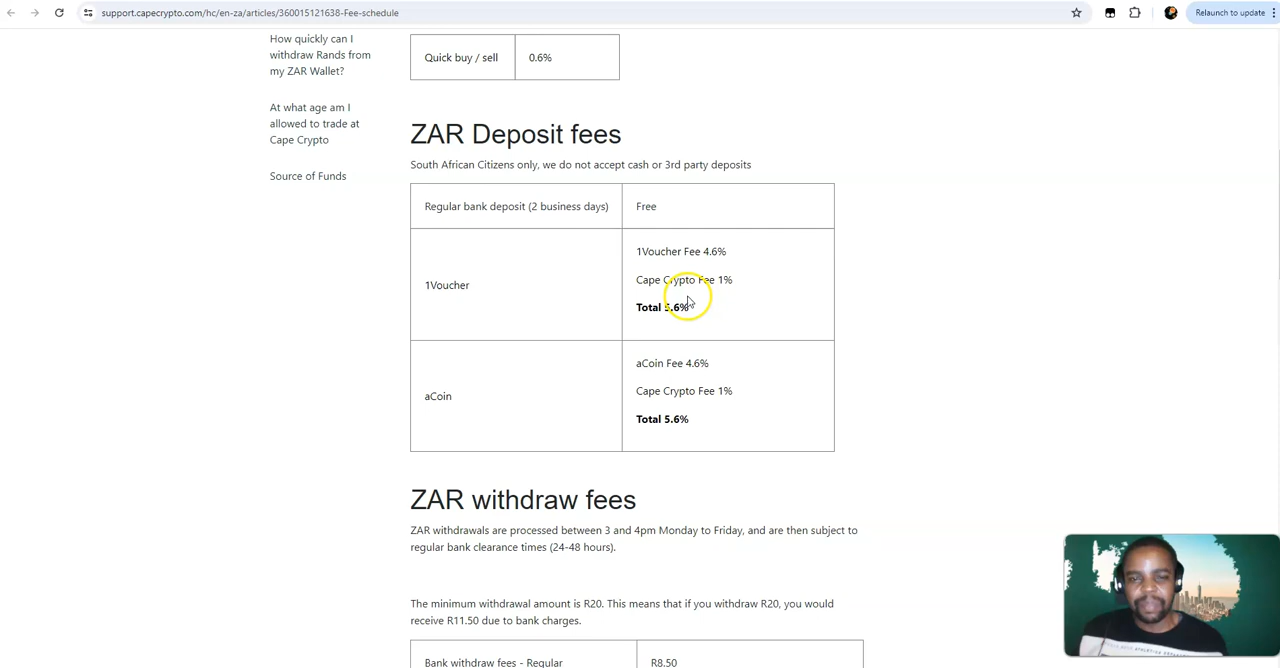 support.capecrypto.com/hc/en-za/articles/360015121638-Fee-schedule
Relaunch to update
How quickly can I
withdraw Rands from
my ZAR Wallet?
At what age am I
allowed to trade at
Cape Crypto
Source of Funds
Quick buy / sell
0.6%
ZAR Deposit fees
South African Citizens only, we do not accept cash or 3rd party deposits
Regular bank deposit (2 business days)
Free
1Voucher
1Voucher Fee 4.6%
Cape Crypto Fee 1%
Total 5.6%
aCoin
aCoin Fee 4.6%
Cape Crypto Fee 1%
Total 5.6%
ZAR withdraw fees
ZAR withdrawals are processed between 3 and 4pm Monday to Friday, and are then subject to
regular bank clearance times (24-48 hours).
The minimum withdrawal amount is R20. This means that if you withdraw R20, you would
receive R11.50 due to bank charges.
Bank withdraw fees - Regular
R8.50